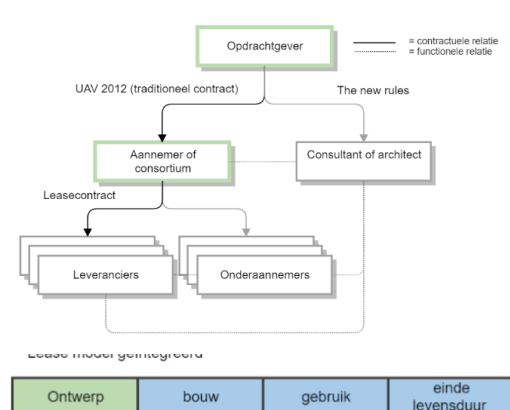 Opdrachtgever
= contractuele relatie
= functionele relatie
UAV 2012 (traditioneel contract)
The new rules
Aannemer of
consortium
Consultant of architect
Leasecontract
Leveranciers
Onderaannemers
Lease model geïntegreerd
Ontwerp
bouw
gebruik
einde
levensduur